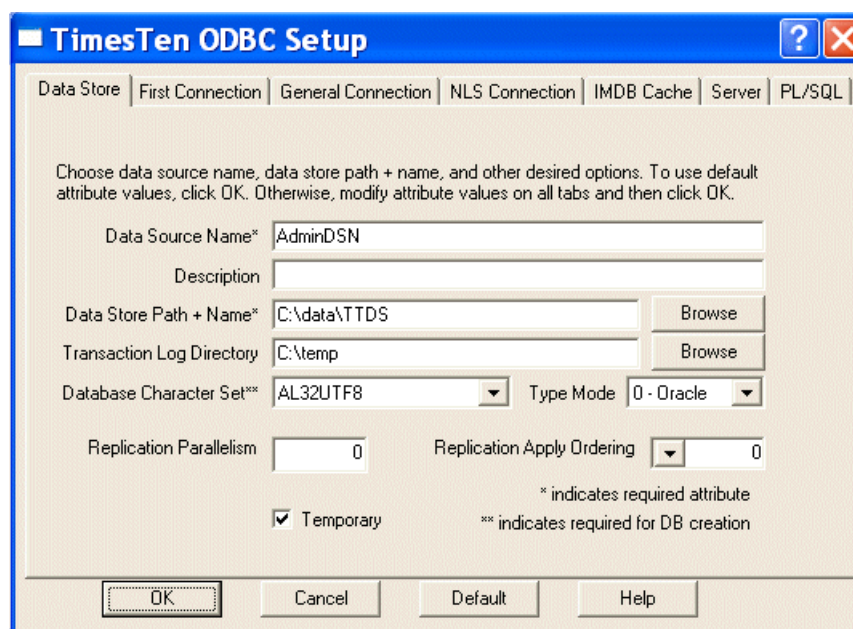 TimesTen ODBC Setup
Data Store First Connection General Connection NLS Connection IMDB Cache Server PL/SQL
Choose data source name, data store path + name, and other desired options. To use default
attribute values, click OK. Otherwise, modify attribute values on all tabs and then click OK.
Data Source Name* AdminDSN
Description
Data Store Path + Name* C:\data\TTDS Browse
Transaction Log Directory C:\temp Browse
Database Character Set** AL32UTF8 Type Mode 0 - Oracle
Replication Parallelism 0 Replication Apply Ordering 0
* indicates required attribute
Temporary ** indicates required for DB creation
OK Cancel Default Help